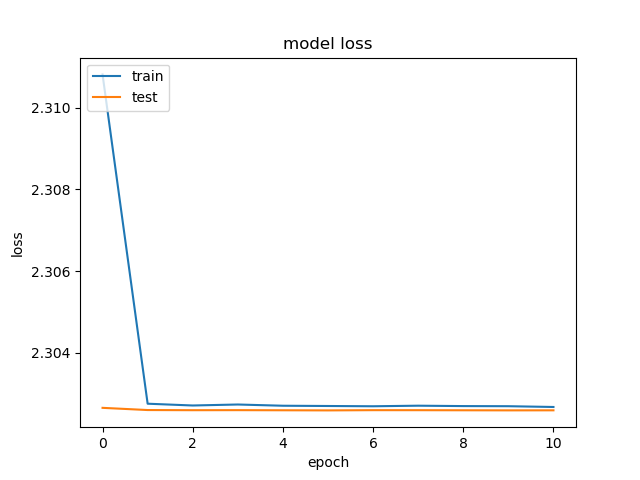 model loss
train
test
2.310
2.308
2.306
2.304
loss
0 2 4 6 8 10
epoch